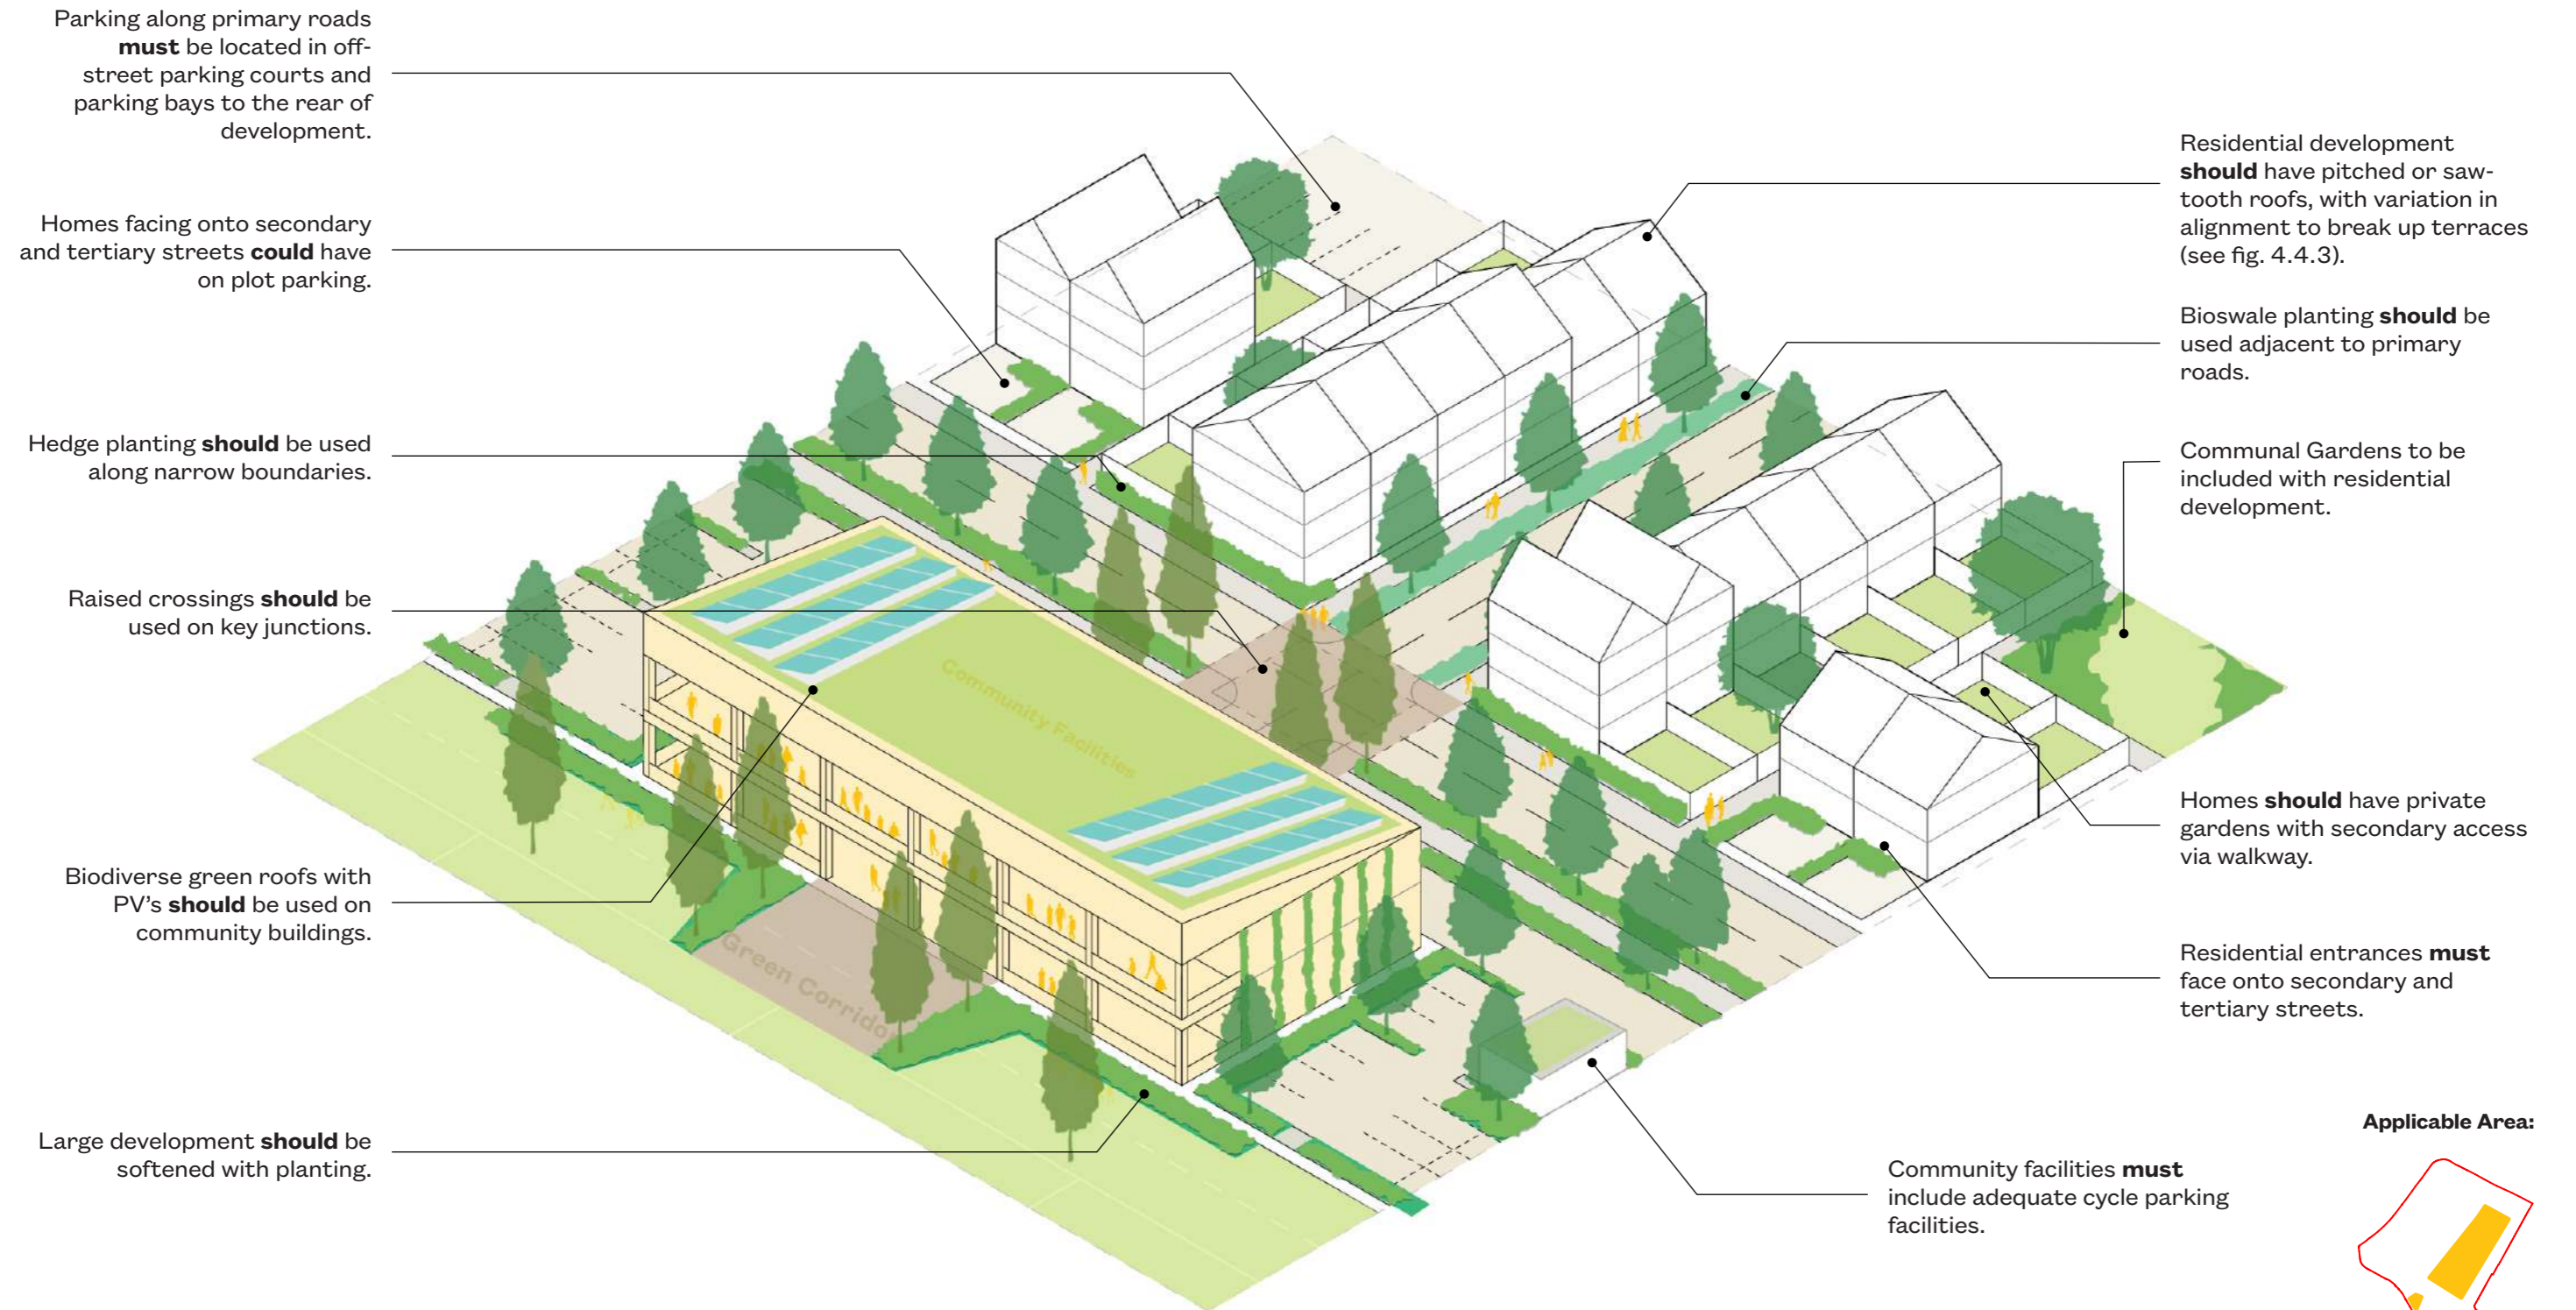 Parking along primary roads
must be located in off-
street parking courts and
parking bays to the rear of
development.
Homes facing onto secondary
and tertiary streets could have
on plot parking.
Hedge planting should be used
along narrow boundaries.
Raised crossings should be
used on key junctions.
Biodiverse green roofs with
PV's should be used on
community buildings.
Large development should be
softened with planting.
Community Facilities
Green Corridor
Residential development
should have pitched or saw-
tooth roofs, with variation in
alignment to break up terraces
(see fig. 4.4.3).
Bioswale planting should be
used adjacent to primary
roads.
Communal Gardens to be
included with residential
development.
Homes should have private
gardens with secondary access
via walkway.
Residential entrances must
face onto secondary and
tertiary streets.
Community facilities must
include adequate cycle parking
facilities.
Applicable Area: